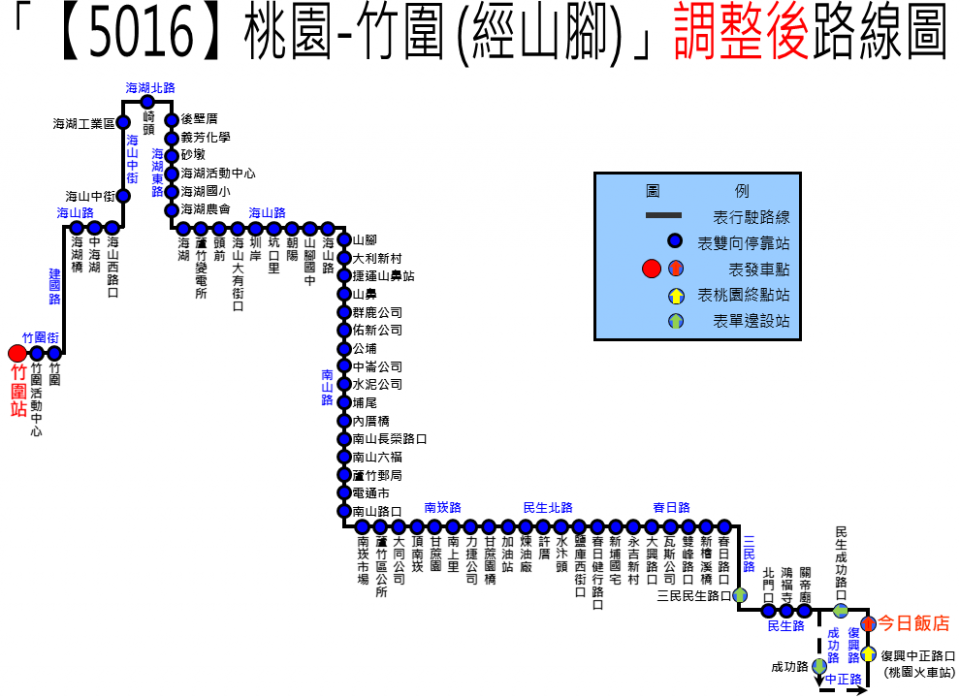 「【5016】桃園-竹圍(經山腳)」調整後路線圖
圖例
表行駛路線
表雙向停靠站
表發車點
表桃園終點站
表單邊設站
竹圍站
竹圍活動中心
竹圍
竹圍街
建國路
海湖橋
中海湖
海山西路口
海山路
海山中街
海山中街
海湖工業區
海湖北路
崎頭
後壁厝
義芳化學
砂墩
海湖活動中心
海湖國小
海湖農會
海湖東路
海湖
蘆竹變電所
頭前
海山大有街口
圳岸
坑口里
朝陽
山腳國中
海山路
海山路
山腳
大利新村
捷運山鼻站
山鼻
群鹿公司
佑新公司
公埔
中崙公司
水泥公司
埔尾
內厝橋
南山長榮路口
南山六福
蘆竹郵局
電通市
南山路口
南山路
南崁市場
蘆竹區公所
大同公司
頂南崁
甘蔗園
南上里
力捷公司
甘蔗園橋
加油站
煉油廠
許厝
水汴頭
鹽庫西街口
春日健行路口
新埔國宅
永吉新村
大興路口
瓦斯公司
雙峰路口
新檜溪橋
春日路口
南崁路
民生北路
春日路
三民路
三民民生路口
北門口
鴻福寺
關帝廟
民生路
民生成功路口
今日飯店
復興中正路口
(桃園火車站)
復興路
成功路
成功路
中正路